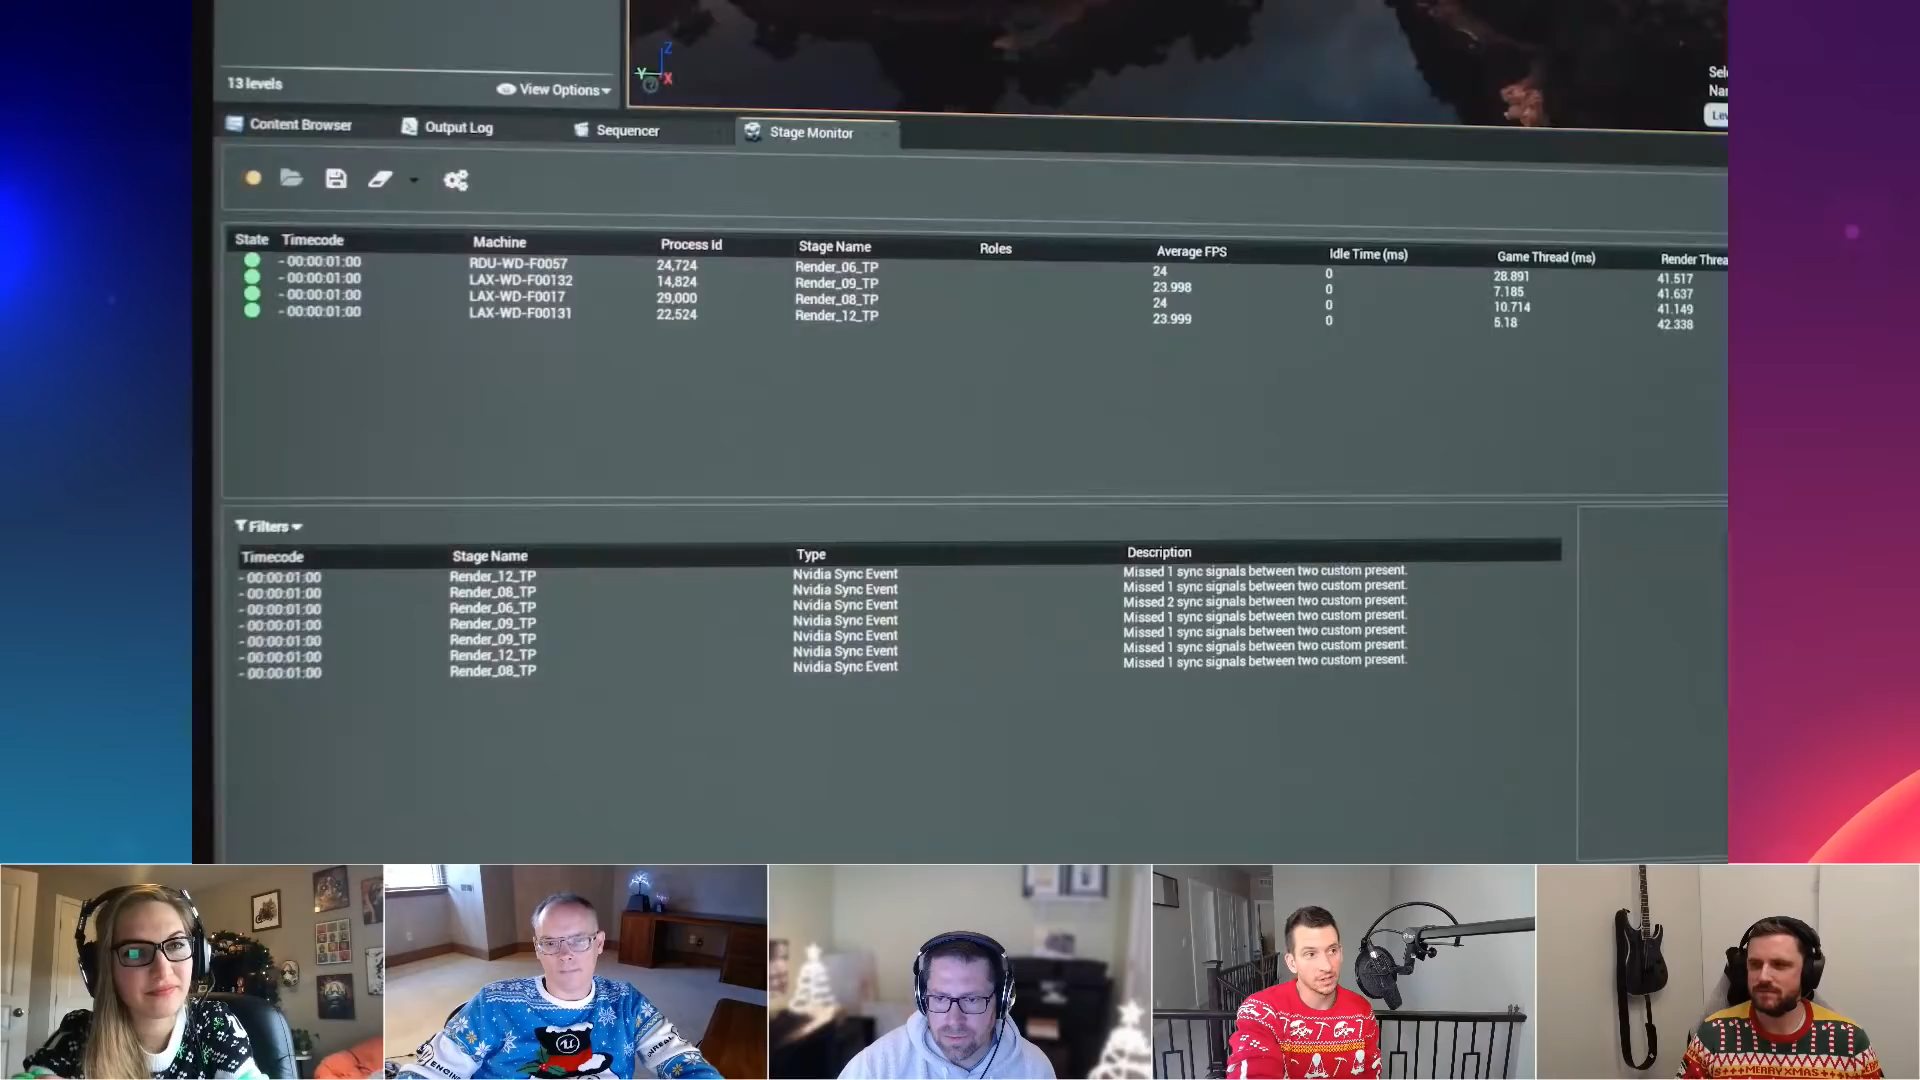 Z
Y
X
13 levels
View Options
Content Browser
Output Log
Sequencer
Stage Monitor
State Timecode Machine Process Id Stage Name Roles Average FPS Idle Time (ms) Game Thread (ms)
- 00:00:01:00 RDU-WD-F0057 24,724 Render_06_TP 24 0 28.891 41.517
- 00:00:01:00 LAX-WD-F00132 14,824 Render_09_TP 23.998 0 7.185 41.637
- 00:00:01:00 LAX-WD-F0017 29,000 Render_08_TP 24 0 10.714 41.149
- 00:00:01:00 LAX-WD-F00131 22,524 Render_12_TP 23.999 0 5.18 42.338
Filters
Timecode Stage Name Type Description
- 00:00:01:00 Render_12_TP Nvidia Sync Event Missed 1 sync signals between two custom present.
- 00:00:01:00 Render_08_TP Nvidia Sync Event Missed 1 sync signals between two custom present.
- 00:00:01:00 Render_06_TP Nvidia Sync Event Missed 2 sync signals between two custom present.
- 00:00:01:00 Render_09_TP Nvidia Sync Event Missed 1 sync signals between two custom present.
- 00:00:01:00 Render_09_TP Nvidia Sync Event Missed 1 sync signals between two custom present.
- 00:00:01:00 Render_12_TP Nvidia Sync Event Missed 1 sync signals between two custom present.
- 00:00:01:00 Render_08_TP Nvidia Sync Event Missed 1 sync signals between two custom present.
MERRY XMAS